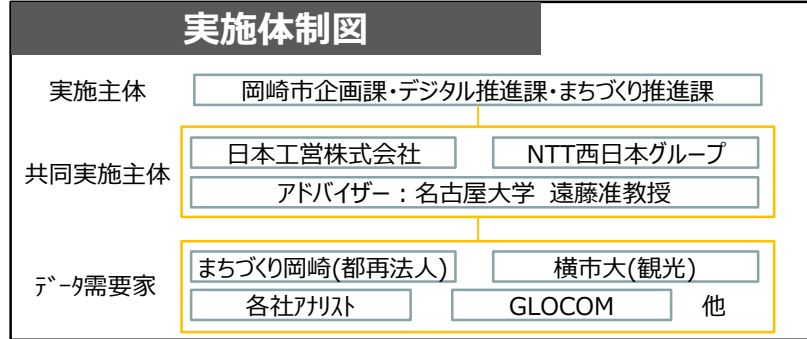 実施体制図
実施主体
岡崎市企画課・デジタル推進課・まちづくり推進課
共同実施主体
日本工営株式会社 NTT西日本グループ
アドバイザー：名古屋大学 遠藤准教授
ﾃﾞｰﾀ需要家
まちづくり岡崎(都再法人) 横市大(観光)
各社ｱﾅﾘｽﾄ GLOCOM 他